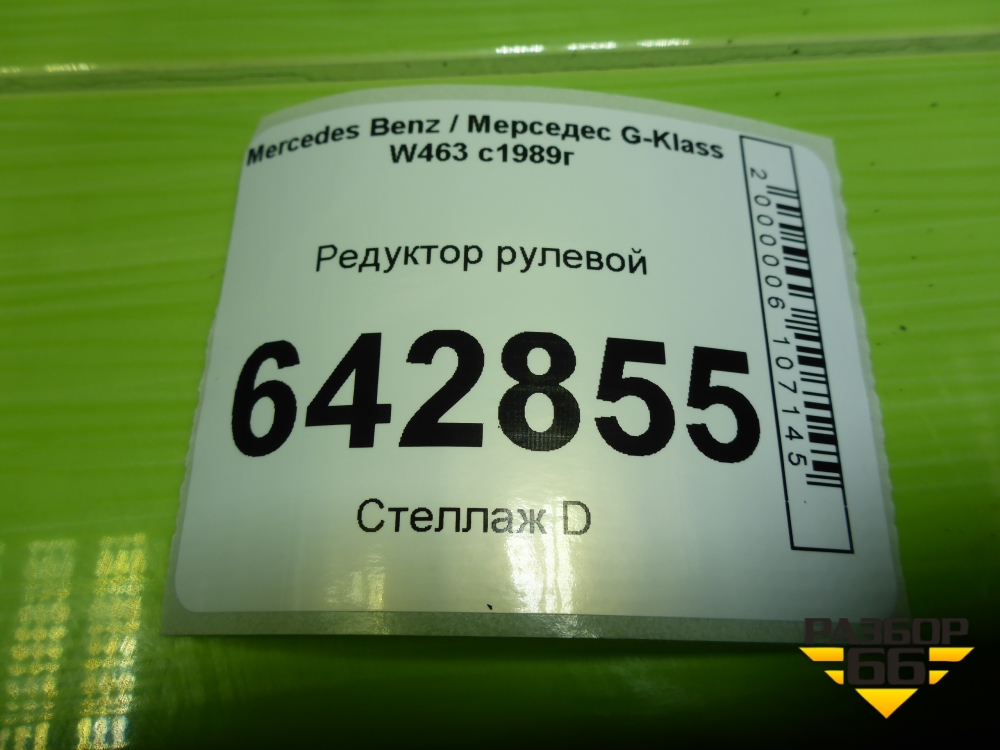 Mercedes Benz / Мерседес G-Klass
W463 с1989г
Редуктор рулевой
642855
Стеллаж D
2000006107145
РАЗБОР
66